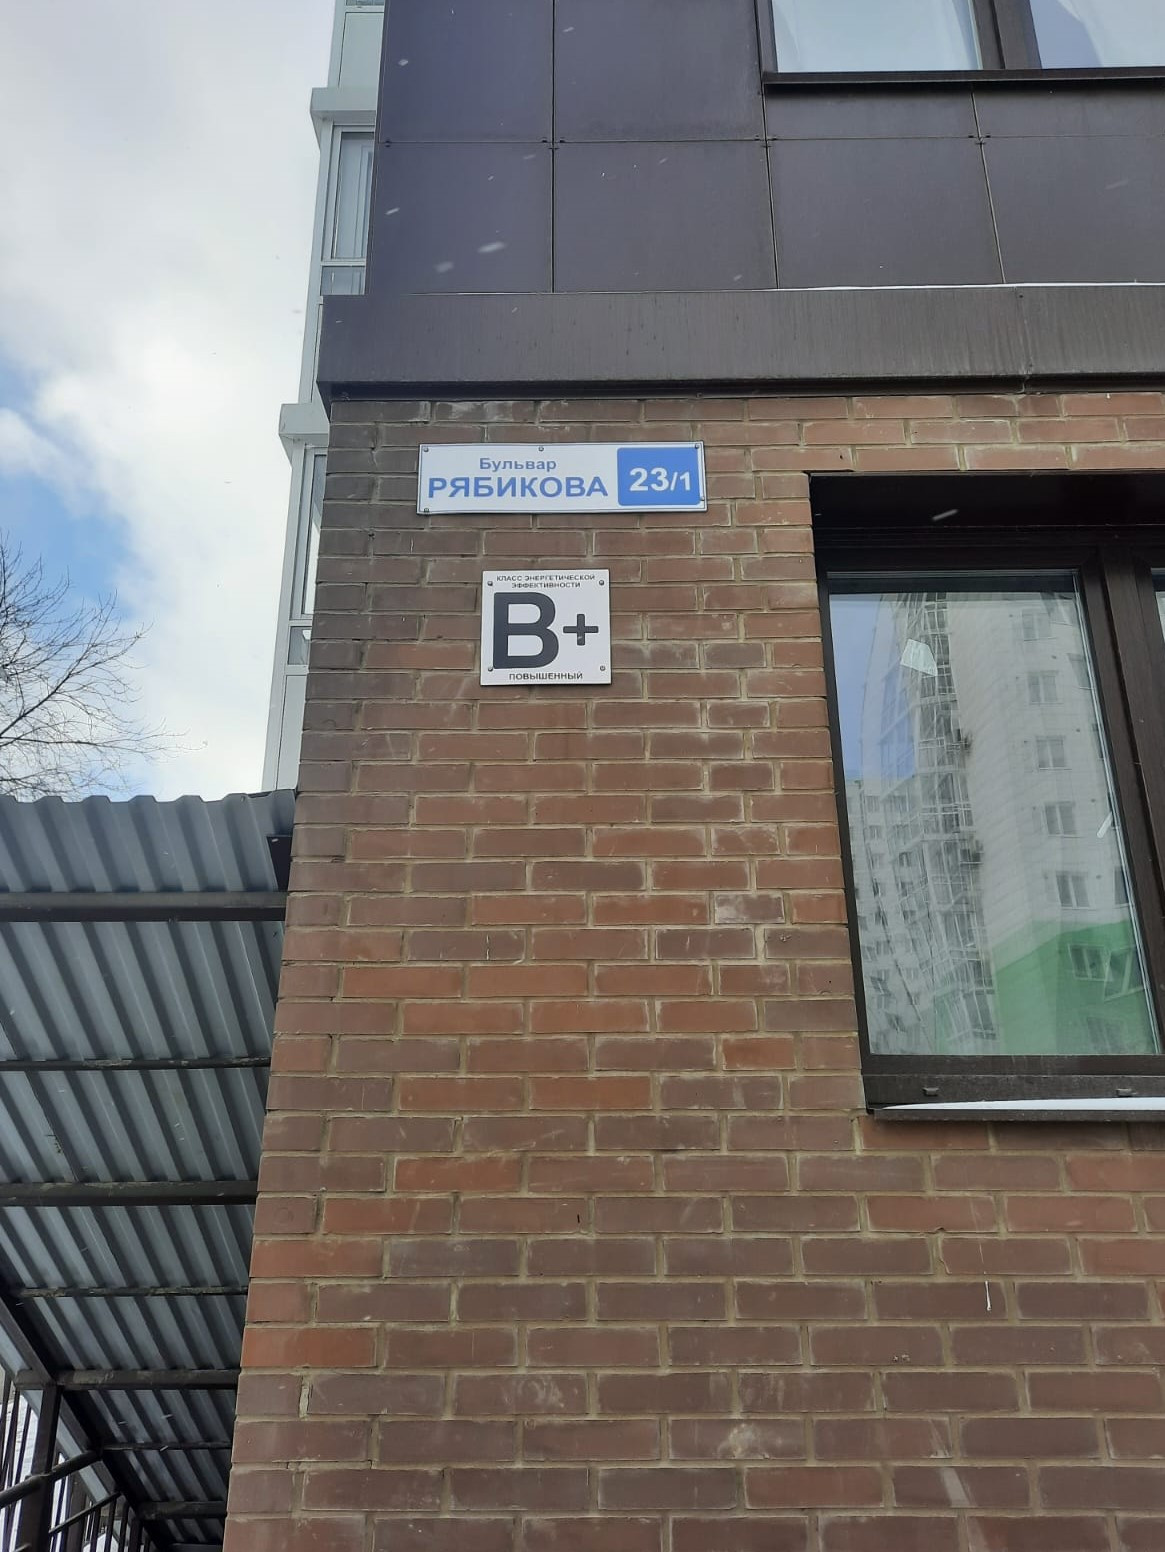 Бульвар
РЯБИКОВА 23/1
КЛАСС ЭНЕРГЕТИЧЕСКОЙ
ЭФФЕКТИВНОСТИ
B+
ПОВЫШЕННЫЙ